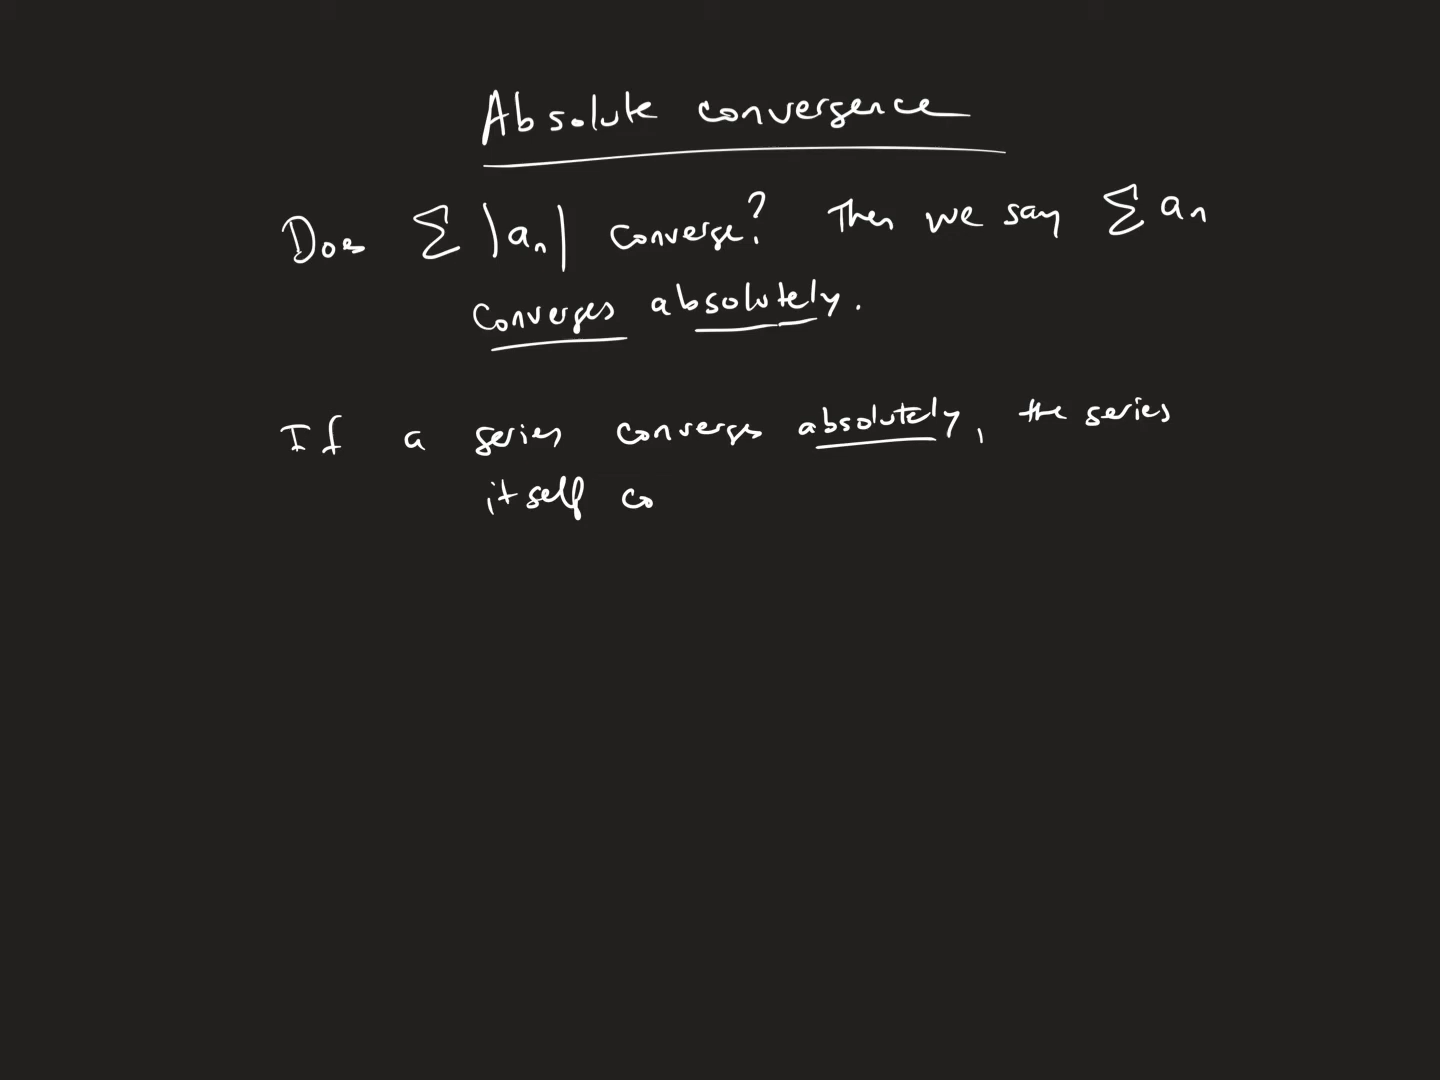 Absolute convergence
Does ∑ |aₙ| converge? Then we say ∑ aₙ
converges absolutely.
If a series converges absolutely, the series
itself co